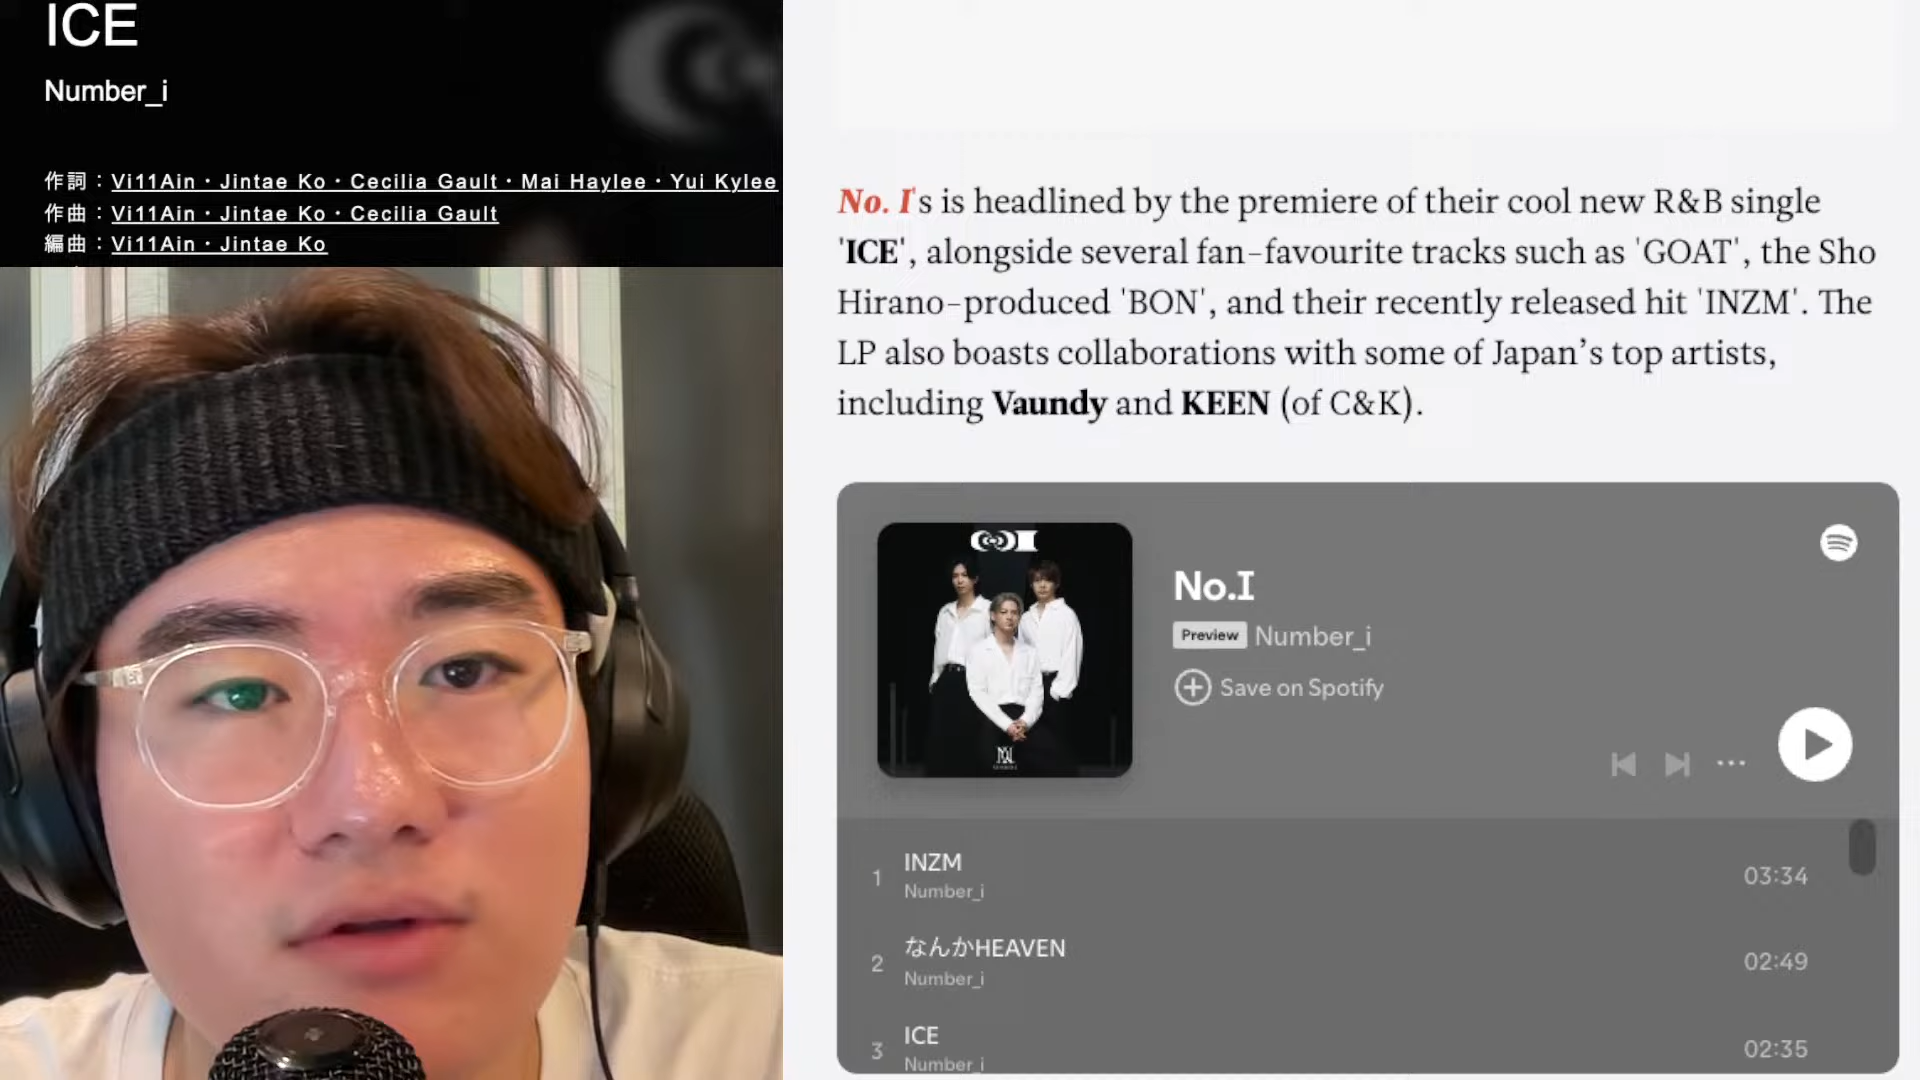 ICE
Number_i
作詞：Vi11Ain・Jintae Ko・Cecilia Gault・Mai Haylee・Yui Kylee
作曲：Vi11Ain・Jintae Ko・Cecilia Gault
編曲：Vi11Ain・Jintae Ko
No. I's is headlined by the premiere of their cool new R&B single
'ICE', alongside several fan-favourite tracks such as 'GOAT', the Sho
Hirano-produced 'BON', and their recently released hit 'INZM'. The
LP also boasts collaborations with some of Japan’s top artists,
including Vaundy and KEEN (of C&K).
No.I
Preview Number_i
Save on Spotify
1 INZM 03:34
Number_i
2 なんかHEAVEN 02:49
Number_i
3 ICE 02:35
Number_i